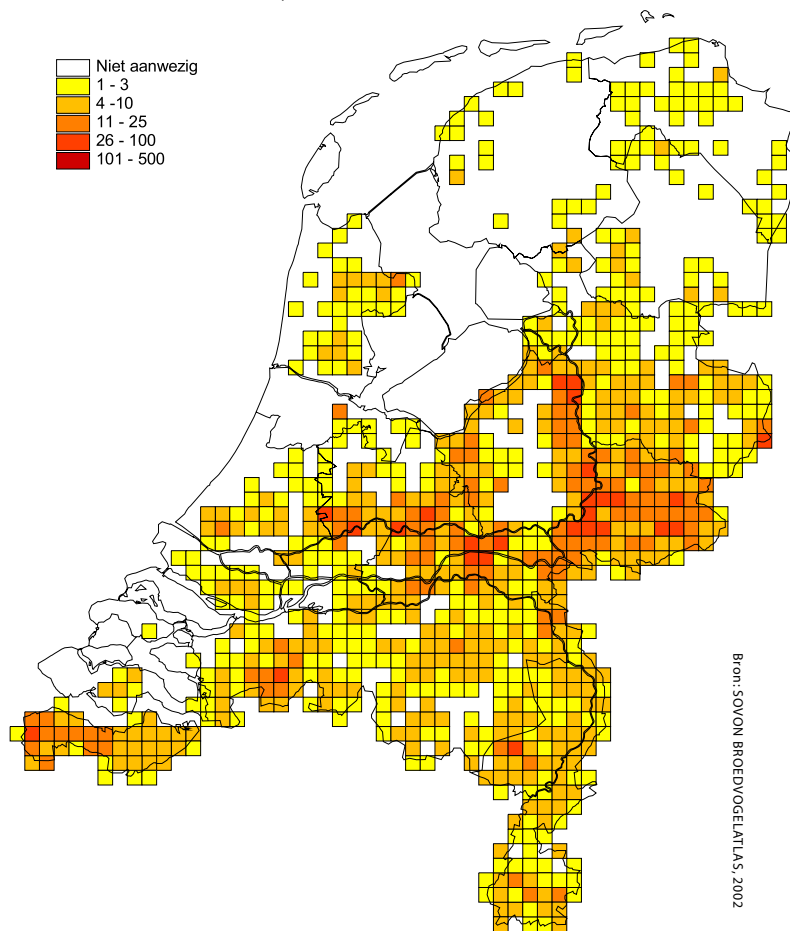 Niet aanwezig
1 - 3
4 -10
11 - 25
26 - 100
101 - 500
Bron: SOVON BROEDVOGELATLAS, 2002